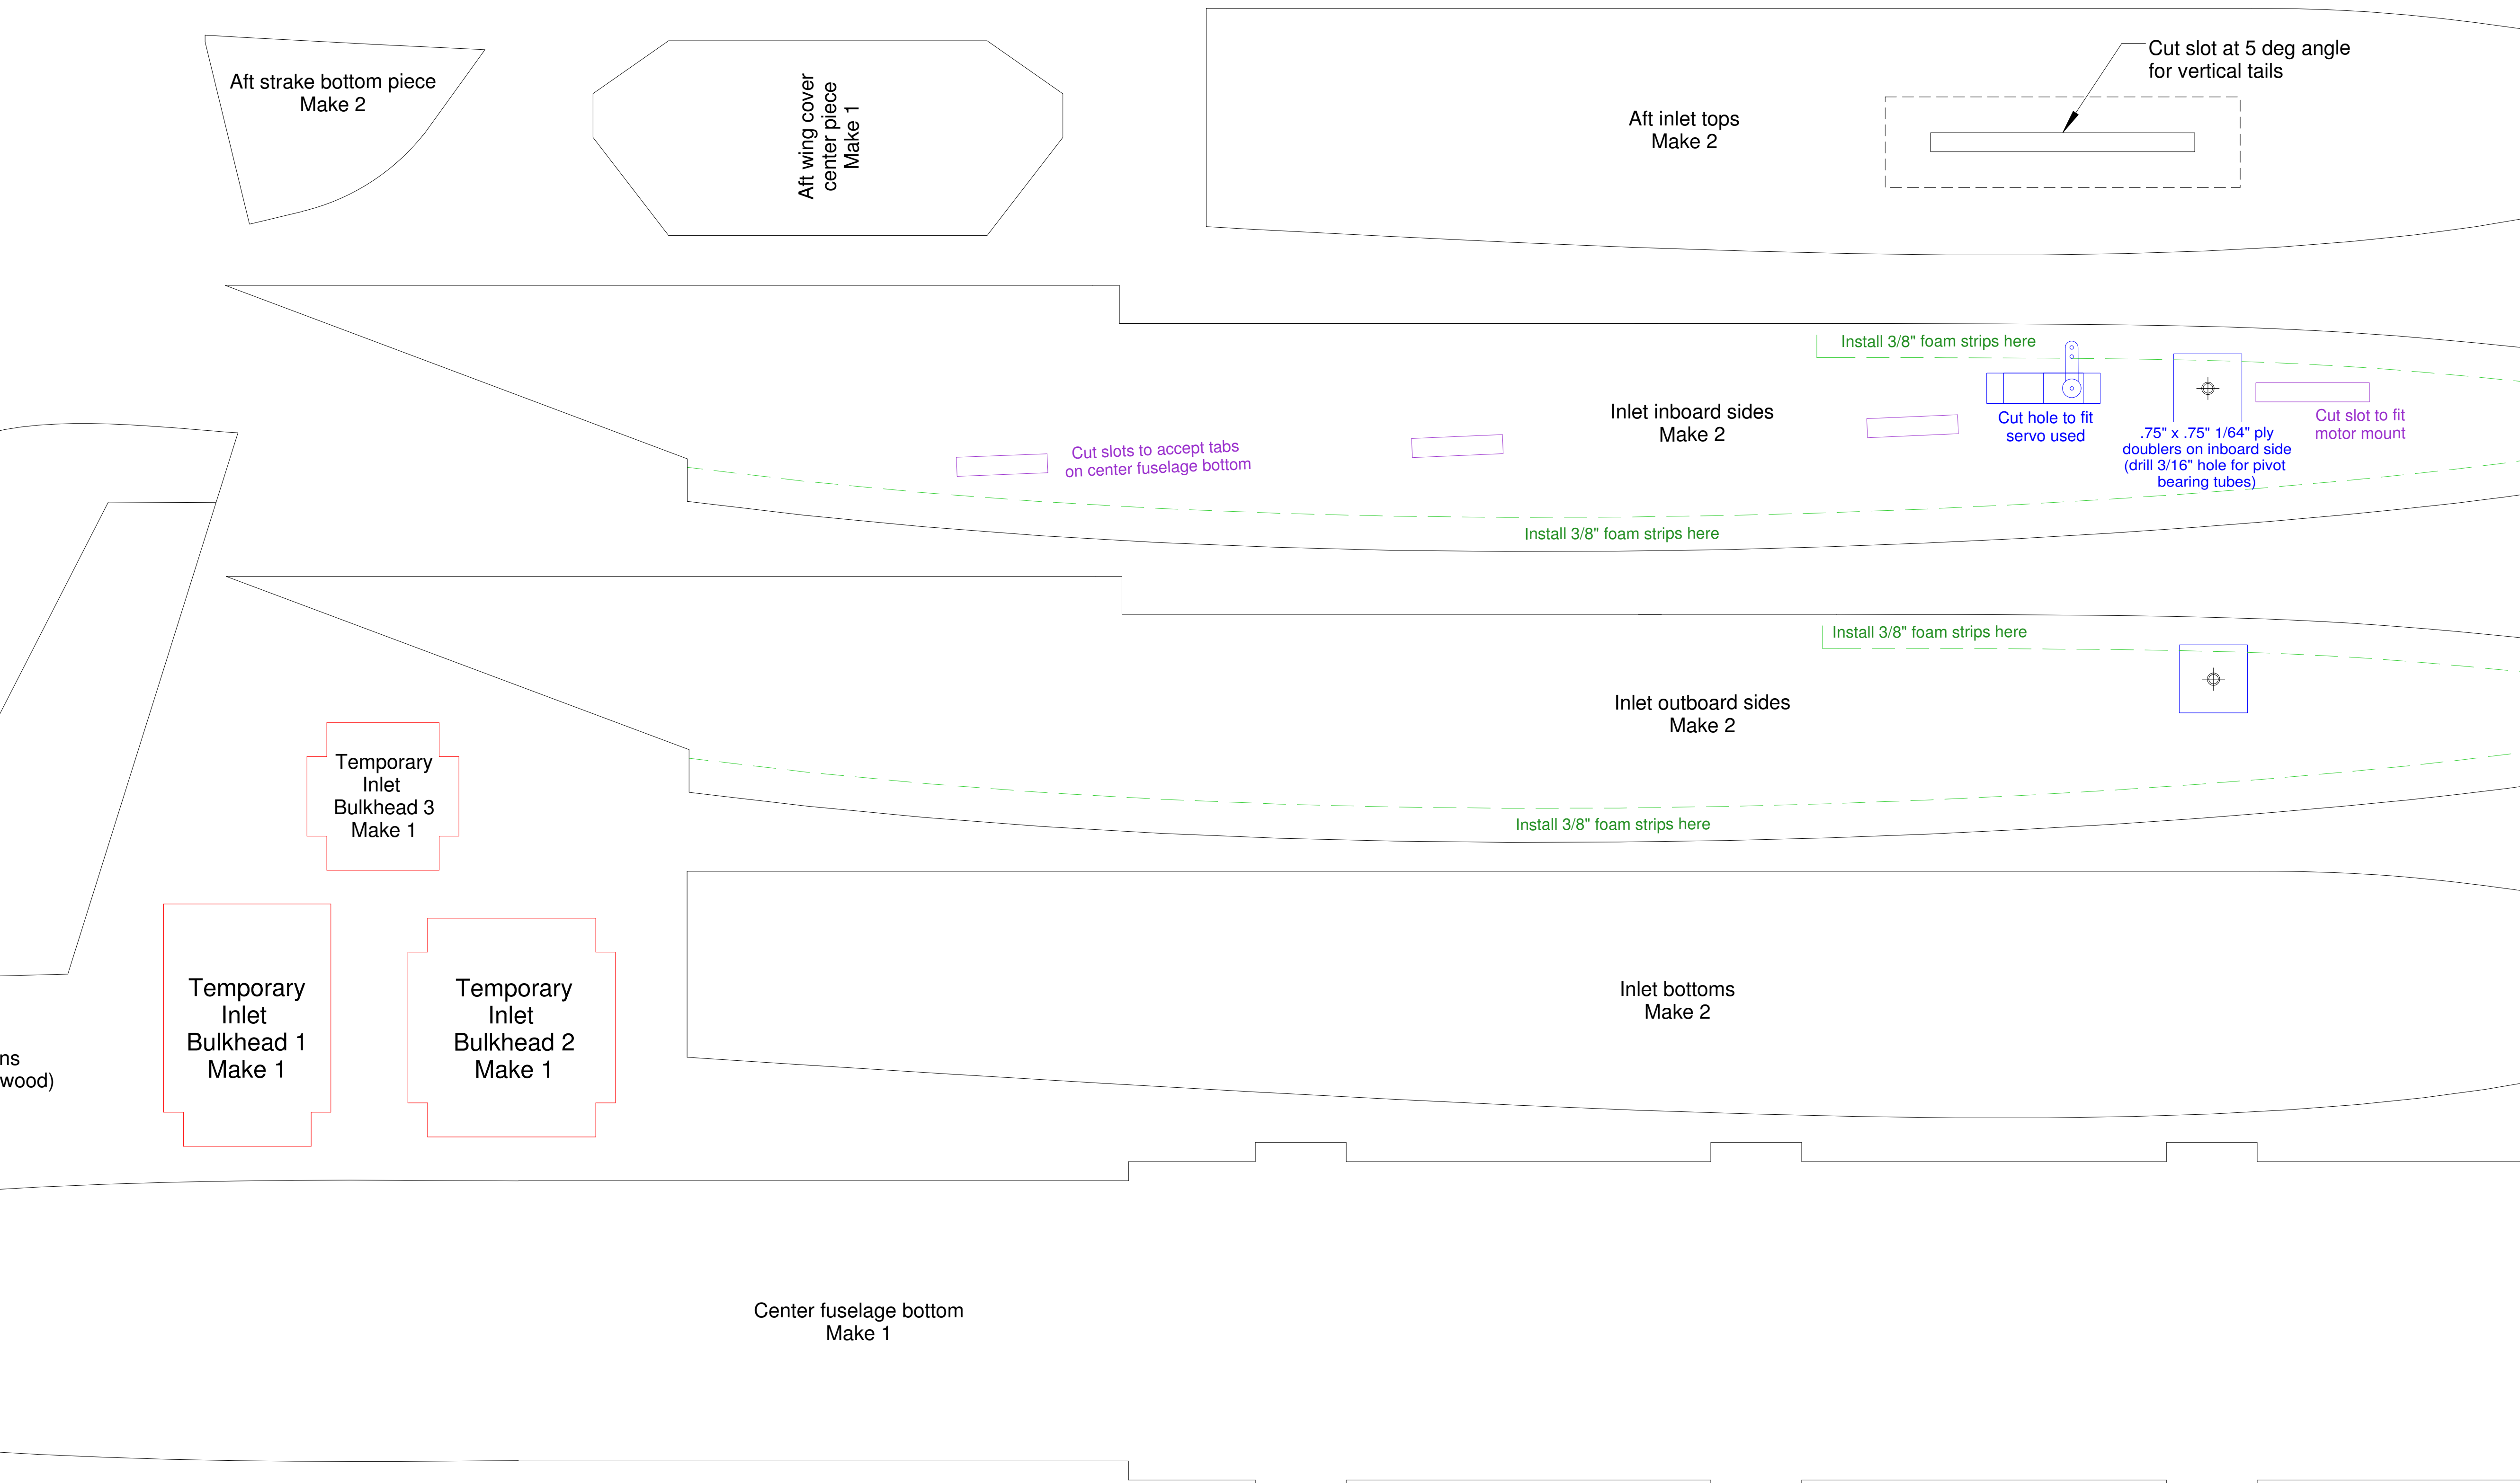 Aft strake bottom piece
Make 2
Aft wing cover
center piece
Make 1
Aft inlet tops
Make 2
Cut slot at 5 deg angle
for vertical tails
Install 3/8" foam strips here
Inlet inboard sides
Make 2
Cut slots to accept tabs
on center fuselage bottom
Cut hole to fit
servo used
.75" x .75" 1/64" ply
doublers on inboard side
(drill 3/16" hole for pivot
bearing tubes)
Cut slot to fit
motor mount
Install 3/8" foam strips here
Install 3/8" foam strips here
Inlet outboard sides
Make 2
Install 3/8" foam strips here
Temporary
Inlet
Bulkhead 3
Make 1
Temporary
Inlet
Bulkhead 1
Make 1
Temporary
Inlet
Bulkhead 2
Make 1
Inlet bottoms
Make 2
ns
wood)
Center fuselage bottom
Make 1